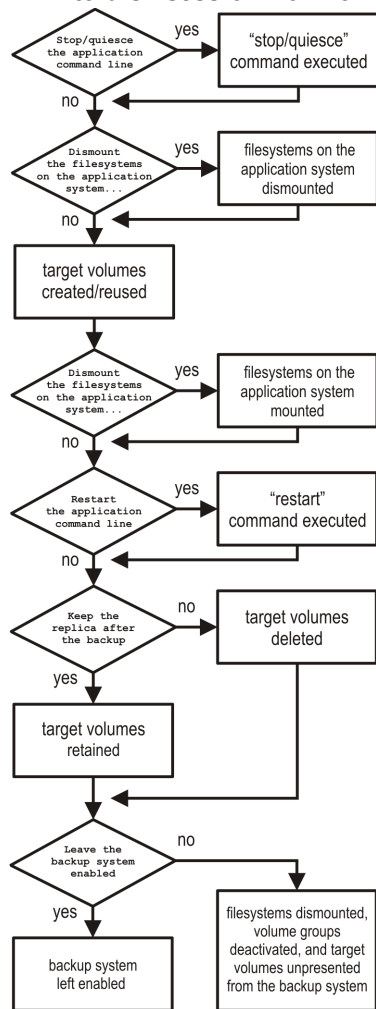 Stop/quiesce
the application
command line
yes
"stop/quiesce"
command executed
no
Dismount
the filesystems
on the application
system...
yes
filesystems on the
application system
dismounted
no
target volumes
created/reused
Dismount
the filesystems
on the application
system...
yes
filesystems on the
application system
mounted
no
Restart
the application
command line
yes
"restart"
command executed
no
Keep the
replica after
the backup
no
target volumes
deleted
yes
target volumes
retained
Leave the
backup system
enabled
no
yes
backup system
left enabled
filesystems dismounted,
volume groups
deactivated, and target
volumes unpresented
from the backup system